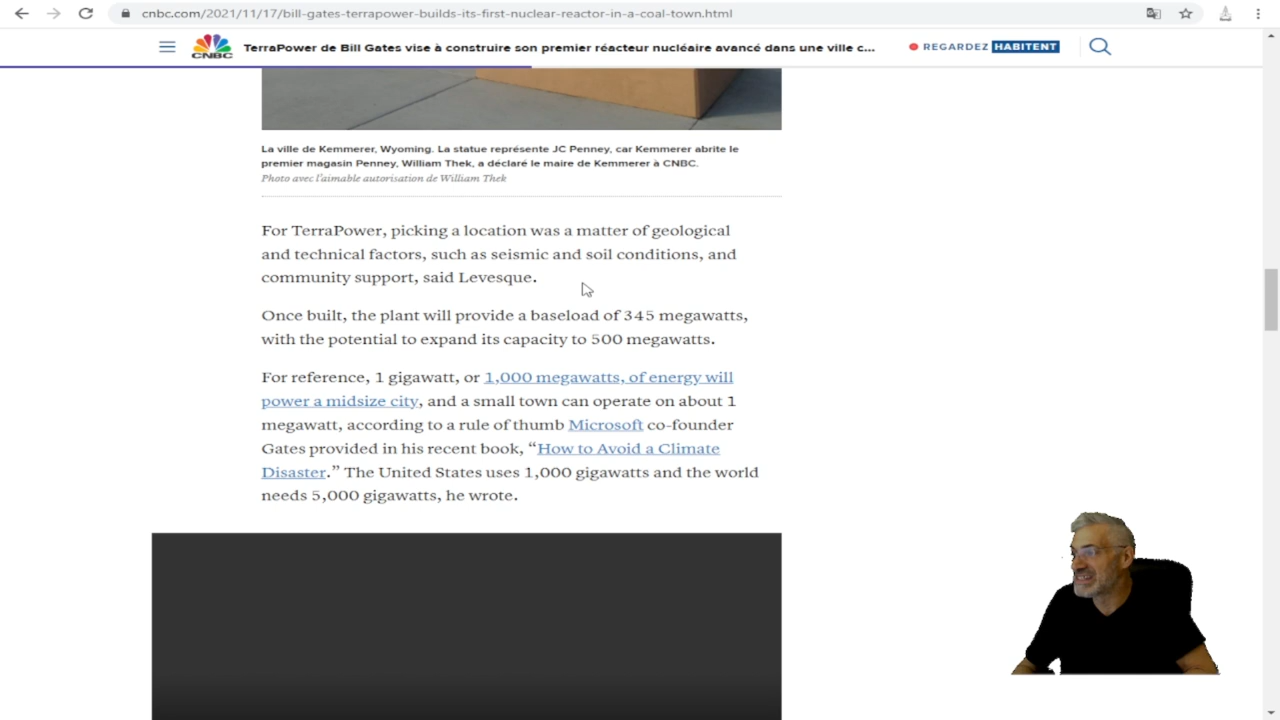 cnbc.com/2021/11/17/bill-gates-terrapower-builds-its-first-nuclear-reactor-in-a-coal-town.html
CNBC
TerraPower de Bill Gates vise à construire son premier réacteur nucléaire avancé dans une ville c...
REGARDEZ HABITENT
La ville de Kemmerer, Wyoming. La statue représente JC Penney, car Kemmerer abrite le
premier magasin Penney, William Thek, a déclaré le maire de Kemmerer à CNBC.
Photo avec l'aimable autorisation de William Thek
For TerraPower, picking a location was a matter of geological
and technical factors, such as seismic and soil conditions, and
community support, said Levesque.
Once built, the plant will provide a baseload of 345 megawatts,
with the potential to expand its capacity to 500 megawatts.
For reference, 1 gigawatt, or 1,000 megawatts, of energy will
power a midsize city, and a small town can operate on about 1
megawatt, according to a rule of thumb Microsoft co-founder
Gates provided in his recent book, “How to Avoid a Climate
Disaster.” The United States uses 1,000 gigawatts and the world
needs 5,000 gigawatts, he wrote.